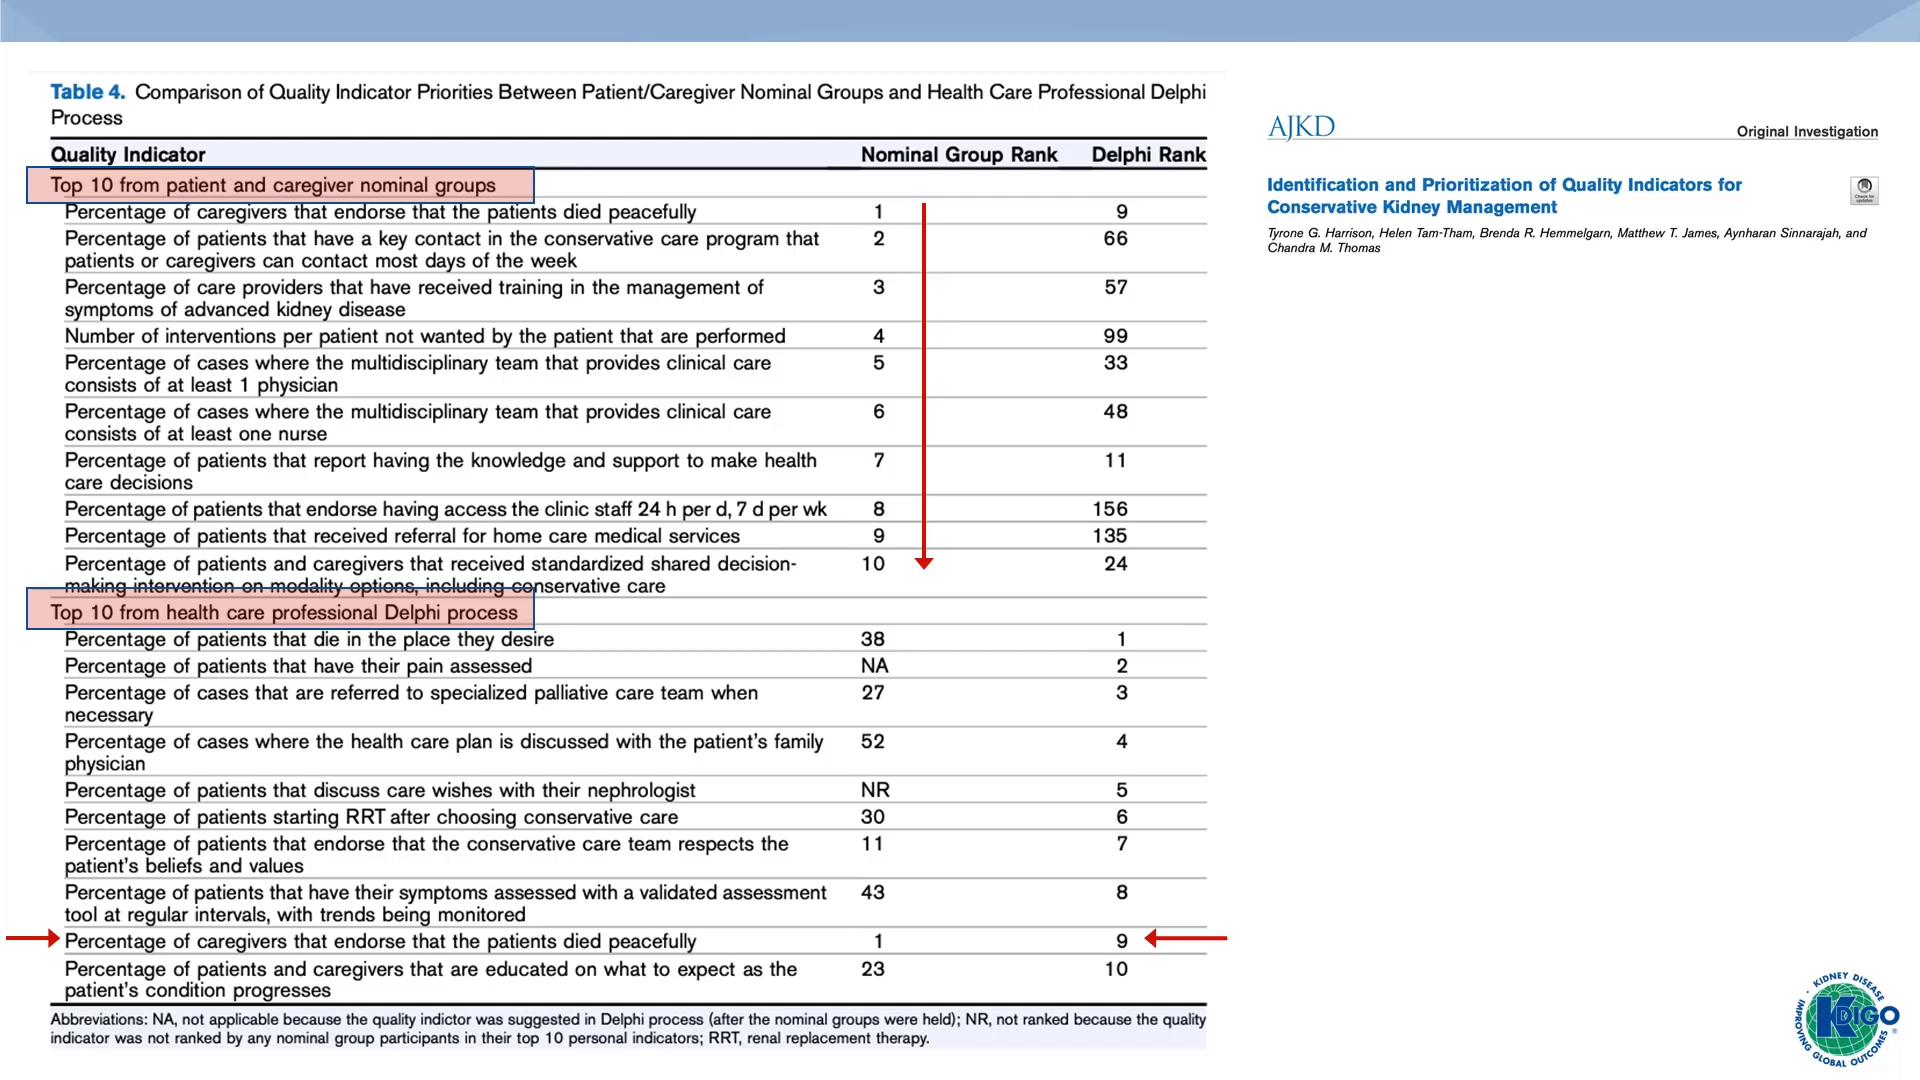 Table 4. Comparison of Quality Indicator Priorities Between Patient/Caregiver Nominal Groups and Health Care Professional Delphi
Process
Quality Indicator Nominal Group Rank Delphi Rank
Top 10 from patient and caregiver nominal groups
Percentage of caregivers that endorse that the patients died peacefully 1 9
Percentage of patients that have a key contact in the conservative care program that 2 66
patients or caregivers can contact most days of the week
Percentage of care providers that have received training in the management of 3 57
symptoms of advanced kidney disease
Number of interventions per patient not wanted by the patient that are performed 4 99
Percentage of cases where the multidisciplinary team that provides clinical care 5 33
consists of at least 1 physician
Percentage of cases where the multidisciplinary team that provides clinical care 6 48
consists of at least one nurse
Percentage of patients that report having the knowledge and support to make health 7 11
care decisions
Percentage of patients that endorse having access the clinic staff 24 h per d, 7 d per wk 8 156
Percentage of patients that received referral for home care medical services 9 135
Percentage of patients and caregivers that received standardized shared decision- 10 24
making intervention on modality options, including conservative care
Top 10 from health care professional Delphi process
Percentage of patients that die in the place they desire 38 1
Percentage of patients that have their pain assessed NA 2
Percentage of cases that are referred to specialized palliative care team when 27 3
necessary
Percentage of cases where the health care plan is discussed with the patient's family 52 4
physician
Percentage of patients that discuss care wishes with their nephrologist NR 5
Percentage of patients starting RRT after choosing conservative care 30 6
Percentage of patients that endorse that the conservative care team respects the 11 7
patient's beliefs and values
Percentage of patients that have their symptoms assessed with a validated assessment 43 8
tool at regular intervals, with trends being monitored
Percentage of caregivers that endorse that the patients died peacefully 1 9
Percentage of patients and caregivers that are educated on what to expect as the 23 10
patient's condition progresses
Abbreviations: NA, not applicable because the quality indictor was suggested in Delphi process (after the nominal groups were held); NR, not ranked because the quality
indicator was not ranked by any nominal group participants in their top 10 personal indicators; RRT, renal replacement therapy.
AJKD
Original Investigation
Identification and Prioritization of Quality Indicators for
Conservative Kidney Management
Check for
updates
Tyrone G. Harrison, Helen Tam-Tham, Brenda R. Hemmelgarn, Matthew T. James, Aynharan Sinnarajah, and
Chandra M. Thomas
KIDNEY DISEASE
KDIGO
IMPROVING GLOBAL OUTCOMES